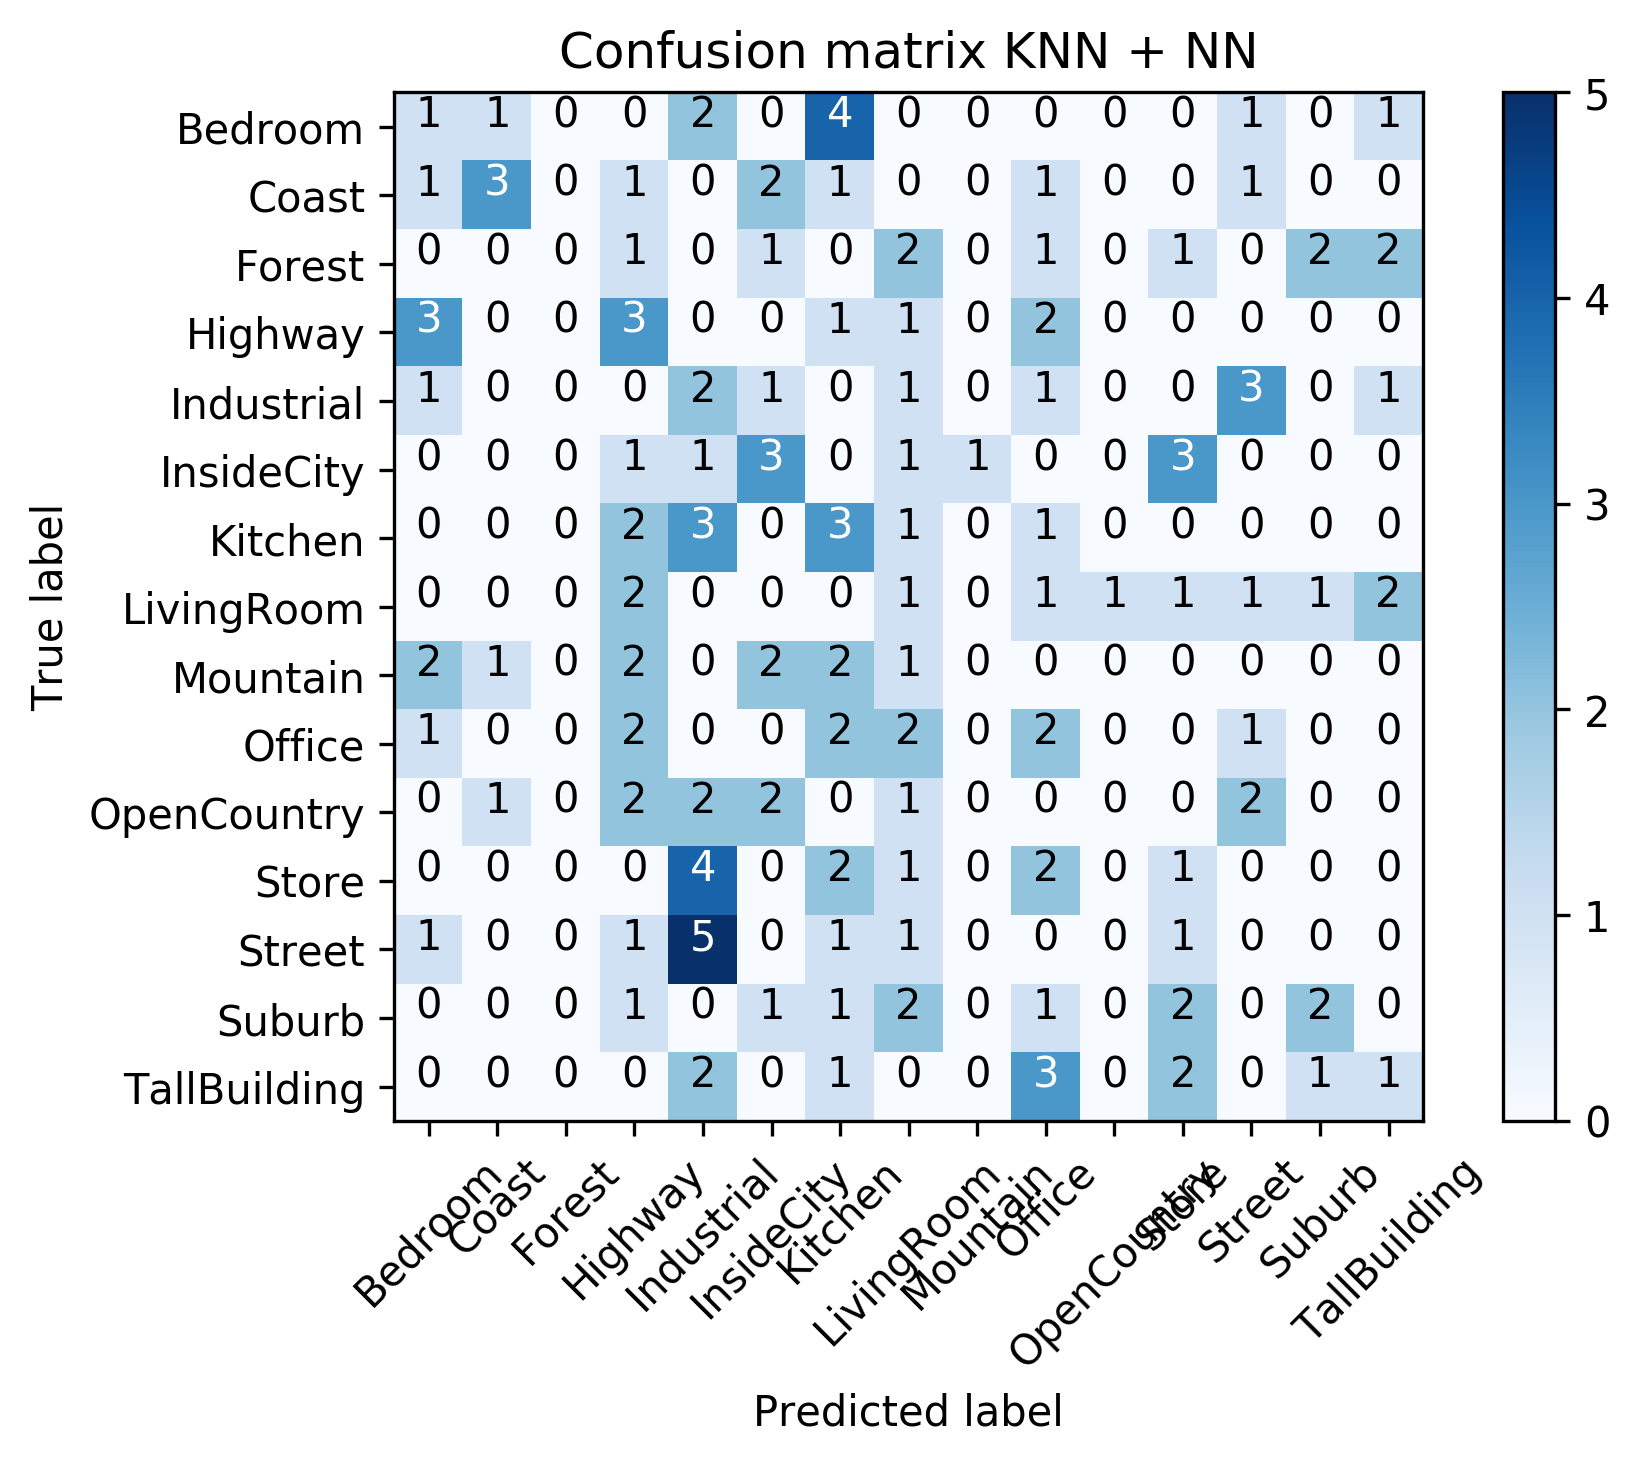 Confusion matrix KNN + NN
Bedroom 1 1 0 0 2 0 4 0 0 0 0 0 1 0 1
Coast 1 3 0 1 0 2 1 0 0 1 0 0 1 0 0
Forest 0 0 0 1 0 1 0 2 0 1 0 1 0 2 2
Highway 3 0 0 3 0 0 1 1 0 2 0 0 0 0 0
Industrial 1 0 0 0 2 1 0 1 0 1 0 0 3 0 1
InsideCity 0 0 0 1 1 3 0 1 1 0 0 3 0 0 0
Kitchen 0 0 0 2 3 0 3 1 0 1 0 0 0 0 0
LivingRoom 0 0 0 2 0 0 0 1 0 1 1 1 1 1 2
Mountain 2 1 0 2 0 2 2 1 0 0 0 0 0 0 0
Office 1 0 0 2 0 0 2 2 0 2 0 0 1 0 0
OpenCountry 0 1 0 2 2 2 0 1 0 0 0 0 2 0 0
Store 0 0 0 0 4 0 2 1 0 2 0 1 0 0 0
Street 1 0 0 1 5 0 1 1 0 0 0 1 0 0 0
Suburb 0 0 0 1 0 1 1 2 0 1 0 2 0 2 0
TallBuilding 0 0 0 0 2 0 1 0 0 3 0 2 0 1 1
True label
Bedroom
Coast
Forest
Highway
Industrial
InsideCity
Kitchen
LivingRoom
Mountain
Office
OpenCountry
Store
Street
Suburb
TallBuilding
Predicted label
5
4
3
2
1
0